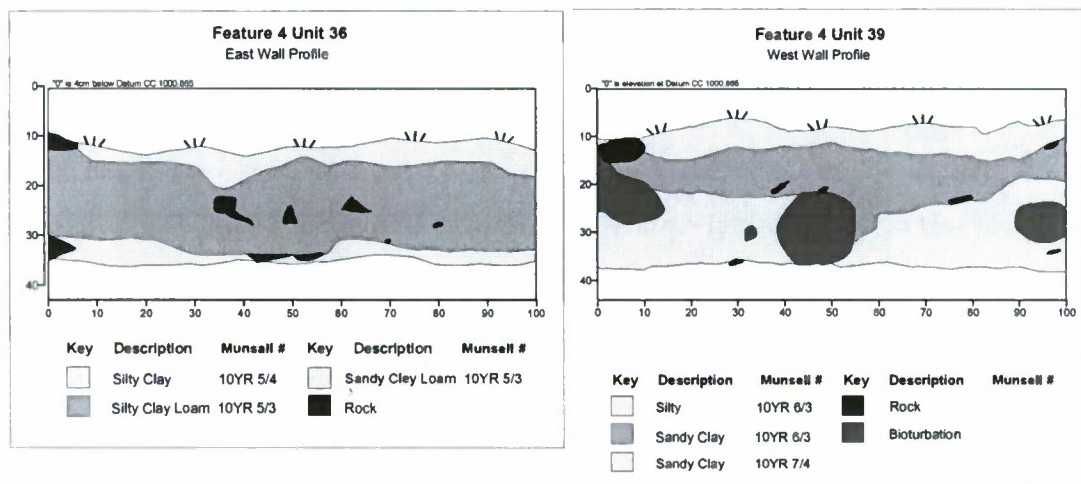 Feature 4 Unit 36
East Wall Profile
"0" is 4cm below Datum CC 1000.865
0
10
20
30
40
0 10 20 30 40 50 60 70 80 90 100
Key Description Munsell # Key Description Munsell #
Silty Clay 10YR 5/4 Sandy Clay Loam 10YR 5/3
Silty Clay Loam 10YR 5/3 Rock
Feature 4 Unit 39
West Wall Profile
"0" is elevation at Datum CC 1000.865
0
10
20
30
40
0 10 20 30 40 50 60 70 80 90 100
Key Description Munsell # Key Description Munsell #
Silty 10YR 6/3 Rock
Sandy Clay 10YR 6/3 Bioturbation
Sandy Clay 10YR 7/4